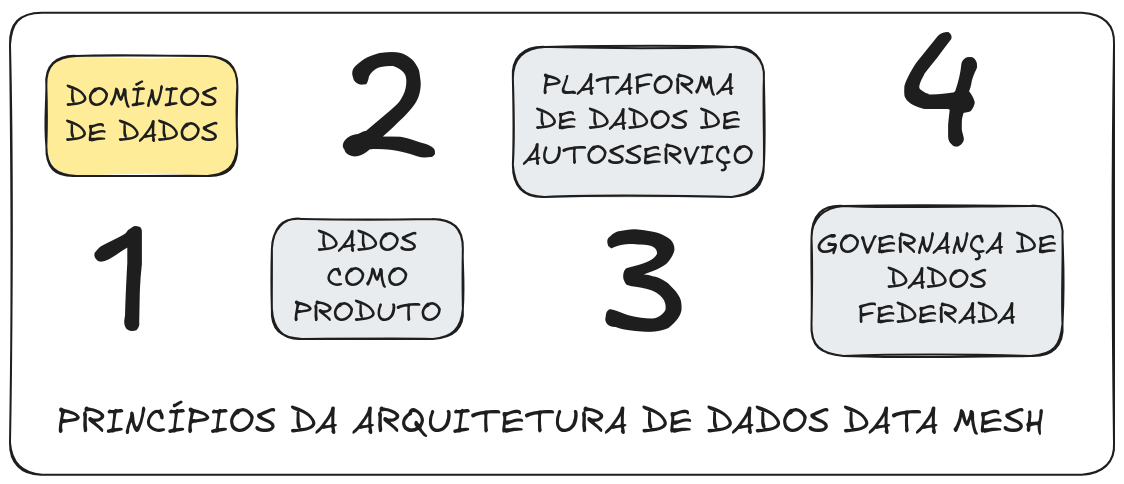 DOMÍNIOS
DE DADOS
1
2
DADOS
COMO
PRODUTO
PLATAFORMA
DE DADOS DE
AUTOSSERVIÇO
3
4
GOVERNANÇA DE
DADOS
FEDERADA
PRINCÍPIOS DA ARQUITETURA DE DADOS DATA MESH